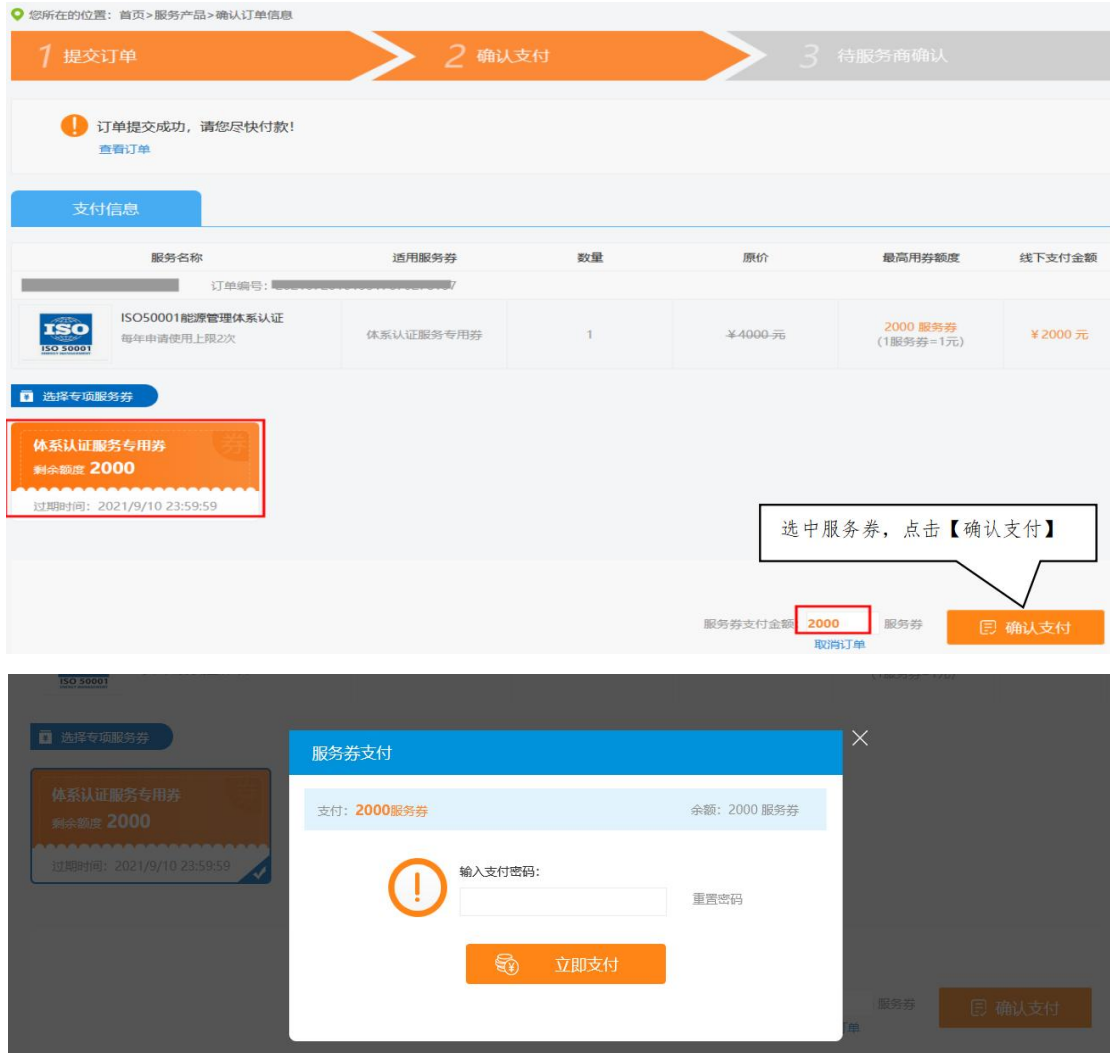 您所在的位置：首页>服务产品>确认订单信息
1 提交订单
2 确认支付
3 待服务商确认
订单提交成功，请您尽快付款！
查看订单
支付信息
服务名称 适用服务券 数量 原价 最高用券额度 线下支付金额
订单编号：
ISO
ISO 50001
ISO50001能源管理体系认证
每年申请使用上限2次
体系认证服务专用券
1
¥4000 元
2000 服务券
(1服务券=1元)
¥2000 元
选择专项服务券
体系认证服务专用券
券
剩余额度 2000
过期时间：2021/9/10 23:59:59
选中服务券，点击【确认支付】
服务券支付金额 2000 服务券
确认支付
取消订单
ISO 50001
选择专项服务券
体系认证服务专用券
剩余额度 2000
过期时间：2021/9/10 23:59:59
服务券支付
支付：2000服务券
余额：2000 服务券
输入支付密码：
重置密码
立即支付
服务券
确认支付
单